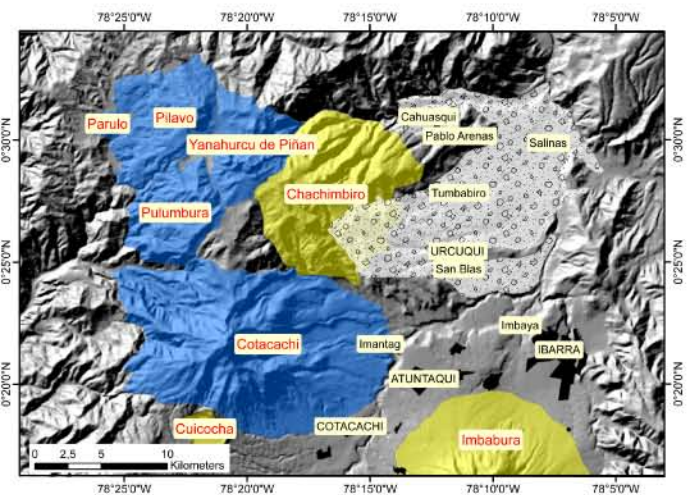 78°25'0"W 78°20'0"W 78°15'0"W 78°10'0"W 78°5'0"W
Cahuasqui
Parulo
Pilavo
Pablo Arenas
Yanahurcu de Piñan
Salinas
0°30'0"N
0°30'0"N
Chachimbiro
Tumbabiro
Pulumbura
URCUQUI
San Blas
0°25'0"N
0°25'0"N
Imbaya
Cotacachi
Imantag
IBARRA
ATUNTAQUI
0°20'0"N
0°20'0"N
Cuicocha
COTACACHI
Imbabura
0 2,5 5 10
Kilometers
78°25'0"W 78°20'0"W 78°15'0"W 78°10'0"W 78°5'0"W